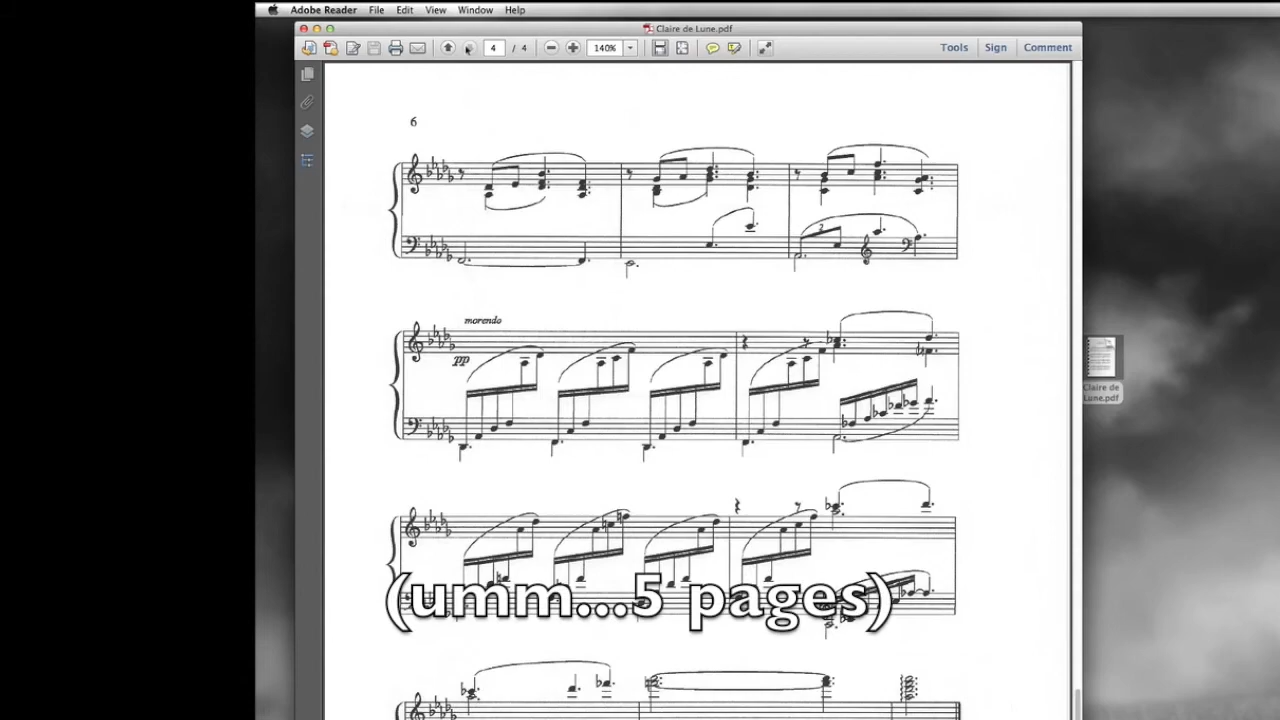 Adobe Reader File Edit View Window Help
Claire de Lune.pdf
4 / 4 140% Tools Sign Comment
6
2
morendo
pp
Claire de
Lune.pdf
(umm...5 pages)